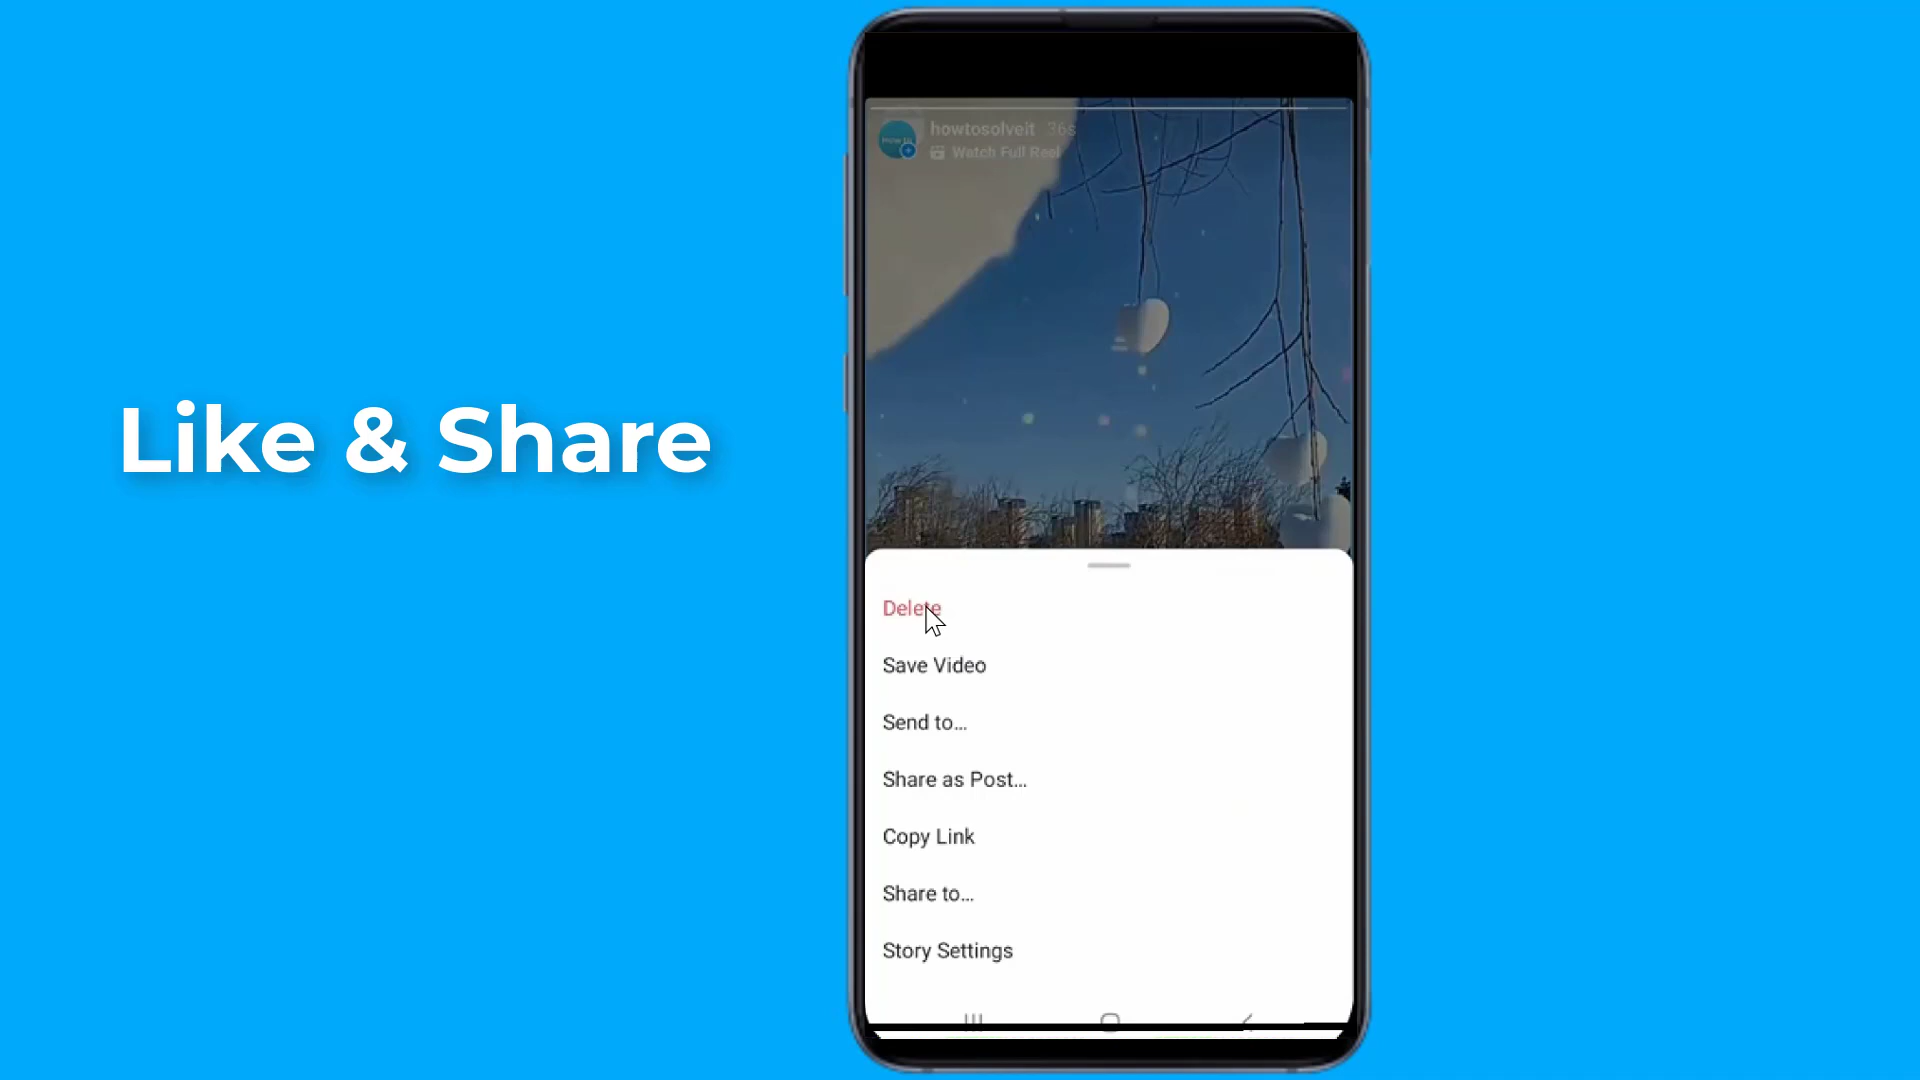 Like & Share
howtosolveit 36s
Watch Full Reel
Delete
Save Video
Send to...
Share as Post...
Copy Link
Share to...
Story Settings